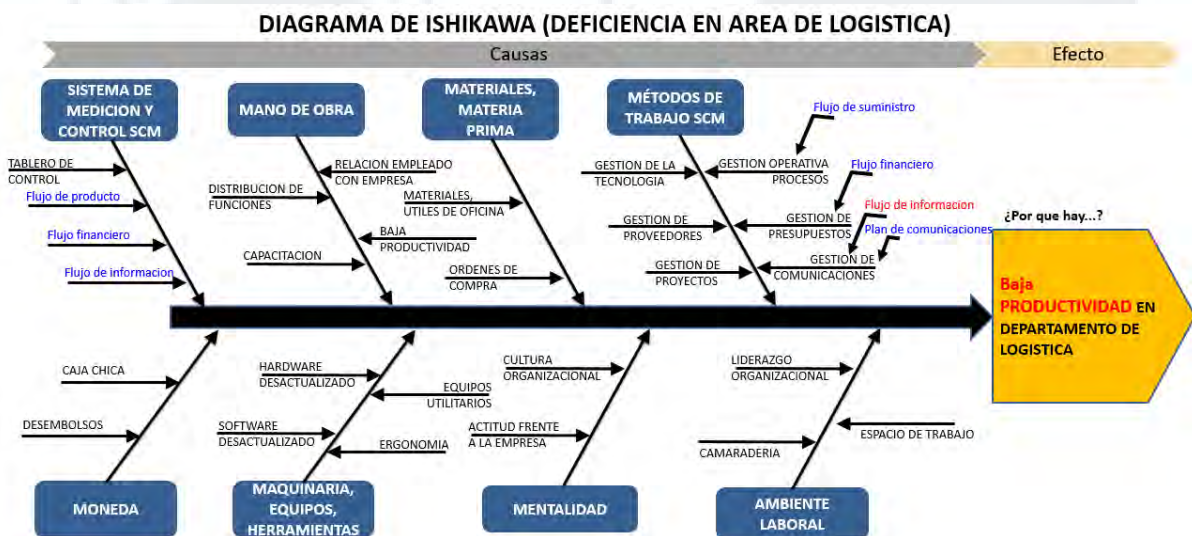 DIAGRAMA DE ISHIKAWA (DEFICIENCIA EN AREA DE LOGISTICA)
Causas
Efecto
SISTEMA DE
MEDICION Y
CONTROL SCM
MANO DE OBRA
MATERIALES,
MATERIA
PRIMA
MÉTODOS DE
TRABAJO SCM
TABLERO DE
CONTROL
Flujo de producto
Flujo financiero
Flujo de informacion
RELACION EMPLEADO
CON EMPRESA
DISTRIBUCION DE
FUNCIONES
BAJA
PRODUCTIVIDAD
CAPACITACION
MATERIALES,
UTILES DE OFICINA
ORDENES DE
COMPRA
GESTION DE LA
TECNOLOGIA
GESTION DE
PROVEEDORES
GESTION DE
PROYECTOS
Flujo de suministro
GESTION OPERATIVA
PROCESOS
Flujo financiero
GESTION DE
PRESUPUESTOS
Flujo de informacion
Plan de comunicaciones
GESTION DE
COMUNICACIONES
¿Por que hay...?
Baja
PRODUCTIVIDAD EN
DEPARTAMENTO DE
LOGISTICA
CAJA CHICA
DESEMBOLSOS
HARDWARE
DESACTUALIZADO
EQUIPOS
UTILITARIOS
SOFTWARE
DESACTUALIZADO
ERGONOMIA
CULTURA
ORGANIZACIONAL
ACTITUD FRENTE
A LA EMPRESA
LIDERAZGO
ORGANIZACIONAL
ESPACIO DE TRABAJO
CAMARADERIA
MONEDA
MAQUINARIA,
EQUIPOS,
HERRAMIENTAS
MENTALIDAD
AMBIENTE
LABORAL